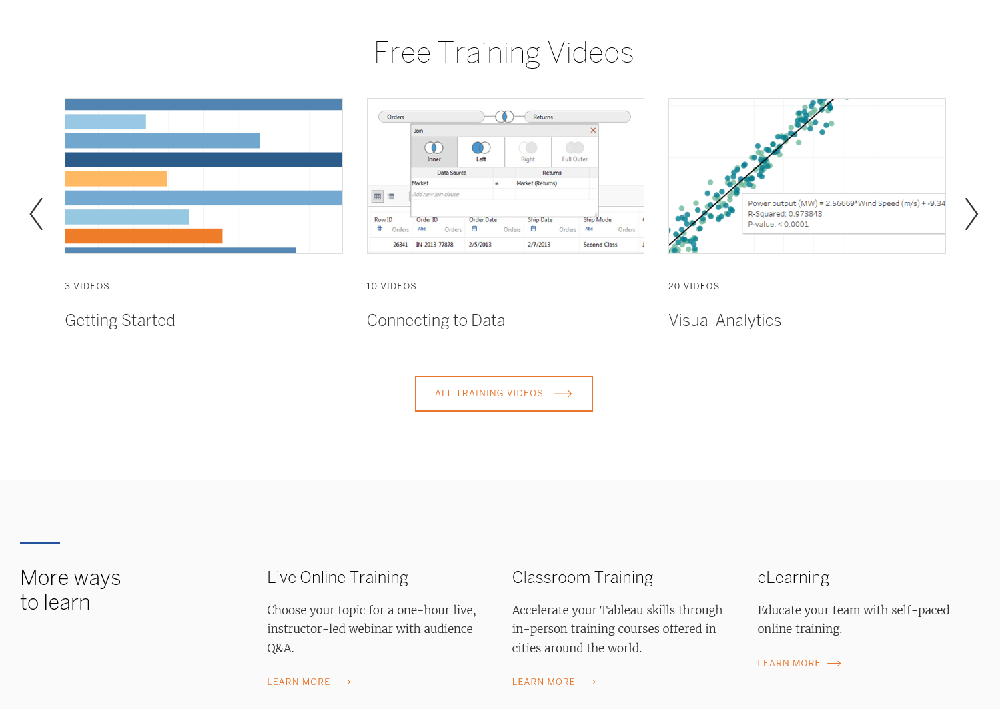 Free Training Videos
Orders
Returns
Join
Inner
Left
Right
Full Outer
Data Source
Returns
Market
=
Market (Returns)
Add new join clause
Row ID
Order ID
Order Date
Ship Date
Ship Mode
#
Orders
Abc
Orders
Orders
Orders
Abc
Orders
26341
IN-2013-77878
2/5/2013
2/7/2013
Second Class
Power output (MW) = 2.56669*Wind Speed (m/s) + -9.34
R-Squared: 0.973843
P-value: < 0.0001
3 VIDEOS
Getting Started
10 VIDEOS
Connecting to Data
20 VIDEOS
Visual Analytics
ALL TRAINING VIDEOS
More ways
to learn
Live Online Training
Choose your topic for a one-hour live,
instructor-led webinar with audience
Q&A.
LEARN MORE
Classroom Training
Accelerate your Tableau skills through
in-person training courses offered in
cities around the world.
LEARN MORE
eLearning
Educate your team with self-paced
online training.
LEARN MORE